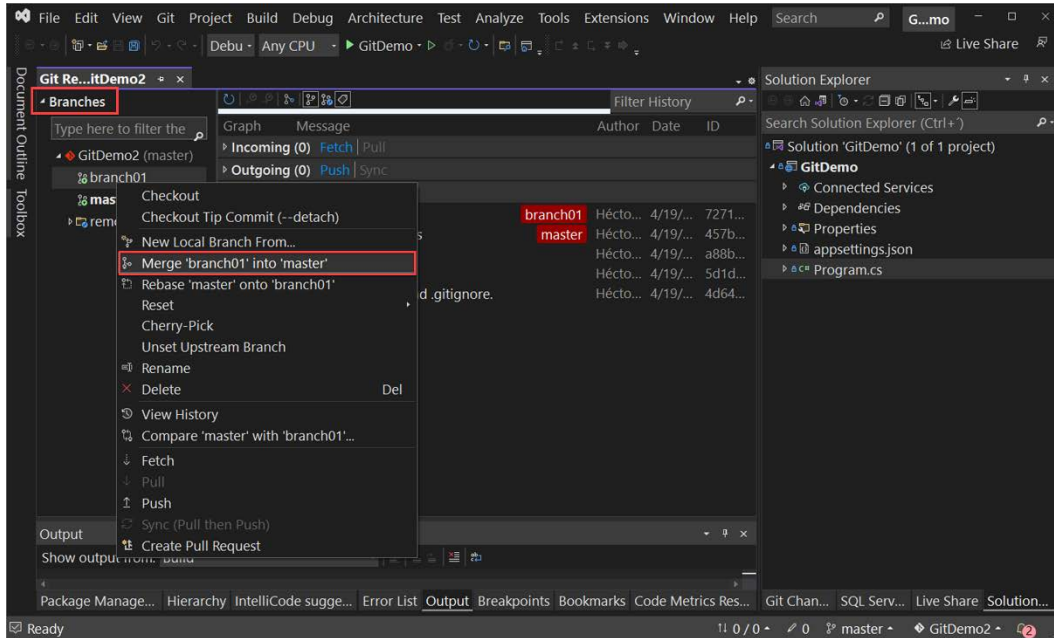 File Edit View Git Project Build Debug Architecture Test Analyze Tools Extensions Window Help Search G...mo
Debu Any CPU GitDemo Live Share
Document Outline
Toolbox
Git Re...itDemo2
Branches
Filter History
Type here to filter the
Graph Message Author Date ID
GitDemo2 (master)
Incoming (0) Fetch | Pull
branch01
Outgoing (0) Push | Sync
mas
remo
branch01 Hécto... 4/19/... 7271...
s master Hécto... 4/19/... 457b...
Hécto... 4/19/... a88b...
Hécto... 4/19/... 5d1d...
d .gitignore. Hécto... 4/19/... 4d64...
Checkout
Checkout Tip Commit (--detach)
New Local Branch From...
Merge 'branch01' into 'master'
Rebase 'master' onto 'branch01'
Reset
Cherry-Pick
Unset Upstream Branch
Rename
Delete Del
View History
Compare 'master' with 'branch01'...
Fetch
Pull
Push
Sync (Pull then Push)
Create Pull Request
Solution Explorer
Search Solution Explorer (Ctrl+´)
Solution 'GitDemo' (1 of 1 project)
GitDemo
Connected Services
Dependencies
Properties
appsettings.json
C# Program.cs
Output
Show output from: Build
Package Manage... Hierarchy IntelliCode sugge... Error List Output Breakpoints Bookmarks Code Metrics Res... Git Chan... SQL Serv... Live Share Solution...
Ready 0 / 0 0 master GitDemo2 2